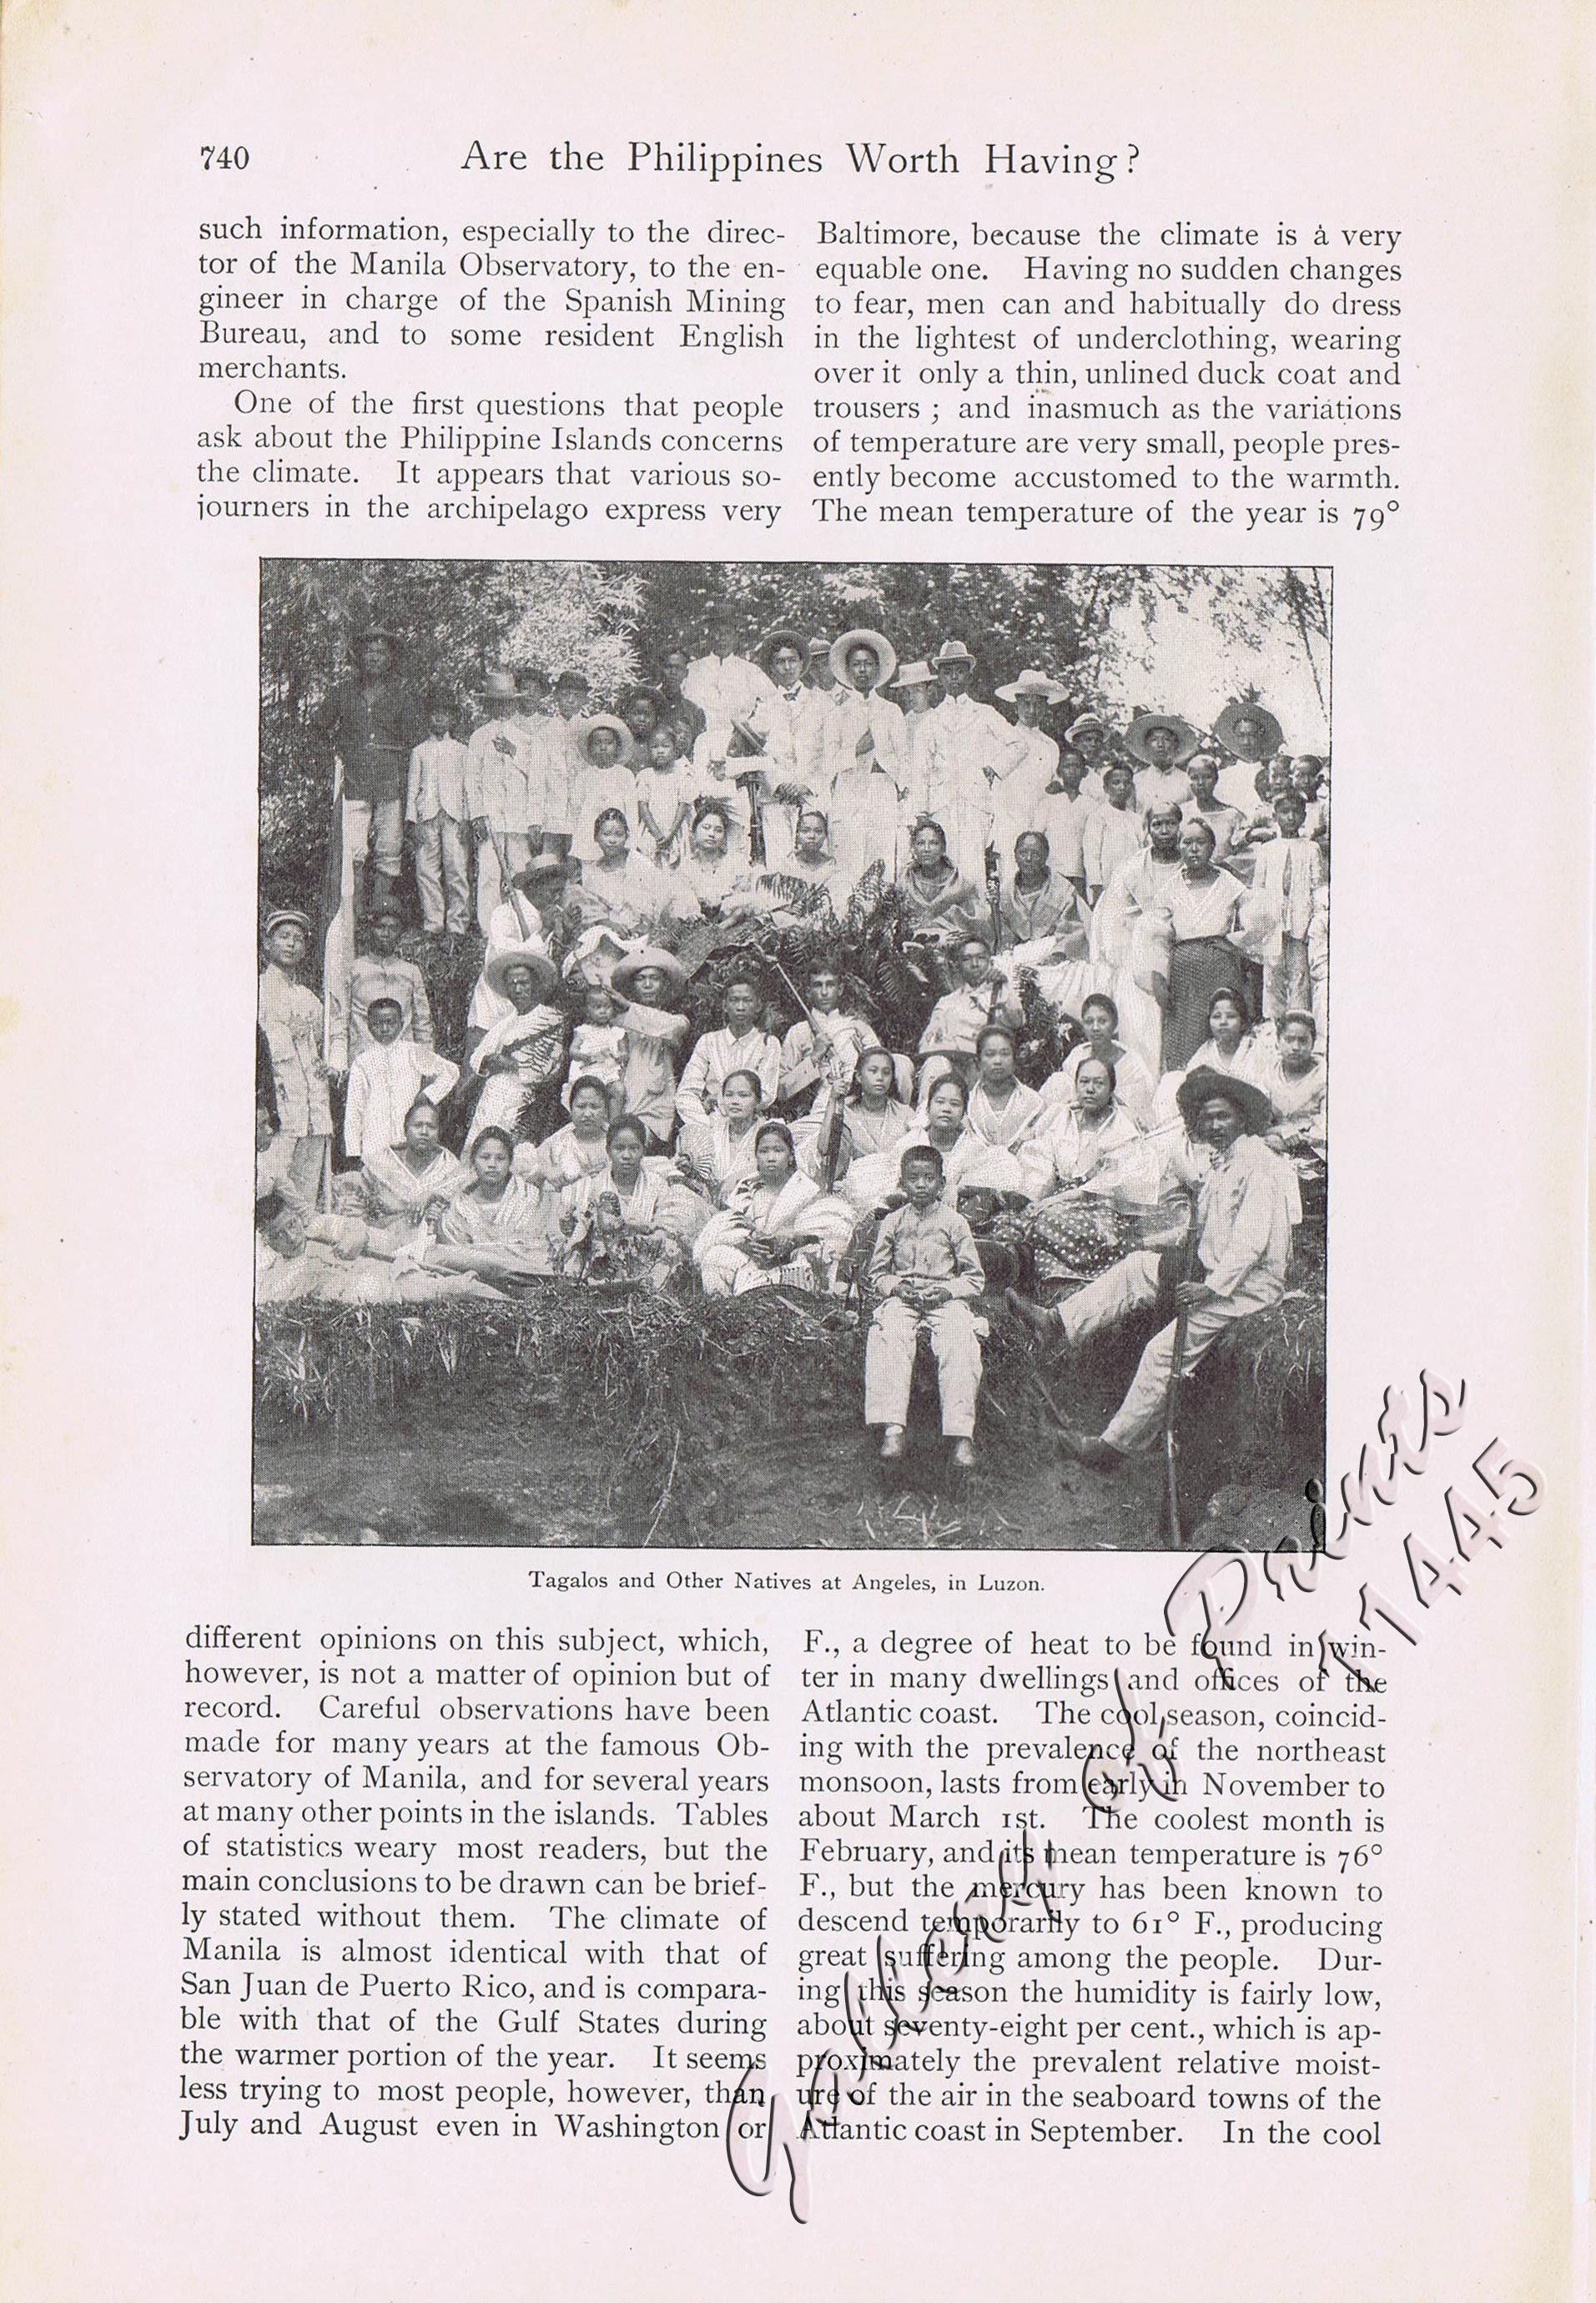 740
Are the Philippines Worth Having?
such information, especially to the direc-
tor of the Manila Observatory, to the en-
gineer in charge of the Spanish Mining
Bureau, and to some resident English
merchants.
One of the first questions that people
ask about the Philippine Islands concerns
the climate. It appears that various so-
journers in the archipelago express very
different opinions on this subject, which,
however, is not a matter of opinion but of
record. Careful observations have been
made for many years at the famous Ob-
servatory of Manila, and for several years
at many other points in the islands. Tables
of statistics weary most readers, but the
main conclusions to be drawn can be brief-
ly stated without them. The climate of
Manila is almost identical with that of
San Juan de Puerto Rico, and is compara-
ble with that of the Gulf States during
the warmer portion of the year. It seems
less trying to most people, however, than
July and August even in Washington or
Baltimore, because the climate is a very
equable one. Having no sudden changes
to fear, men can and habitually do dress
in the lightest of underclothing, wearing
over it only a thin, unlined duck coat and
trousers ; and inasmuch as the variations
of temperature are very small, people pres-
ently become accustomed to the warmth.
The mean temperature of the year is 79°
F., a degree of heat to be found in win-
ter in many dwellings and offices of the
Atlantic coast. The cool season, coincid-
ing with the prevalence of the northeast
monsoon, lasts from early in November to
about March 1st. The coolest month is
February, and its mean temperature is 76°
F., but the mercury has been known to
descend temporarily to 61° F., producing
great suffering among the people. Dur-
ing this season the humidity is fairly low,
about seventy-eight per cent., which is ap-
proximately the prevalent relative moist-
ure of the air in the seaboard towns of the
Atlantic coast in September. In the cool
Tagalos and Other Natives at Angeles, in Luzon.
Gallery of Prints
11445